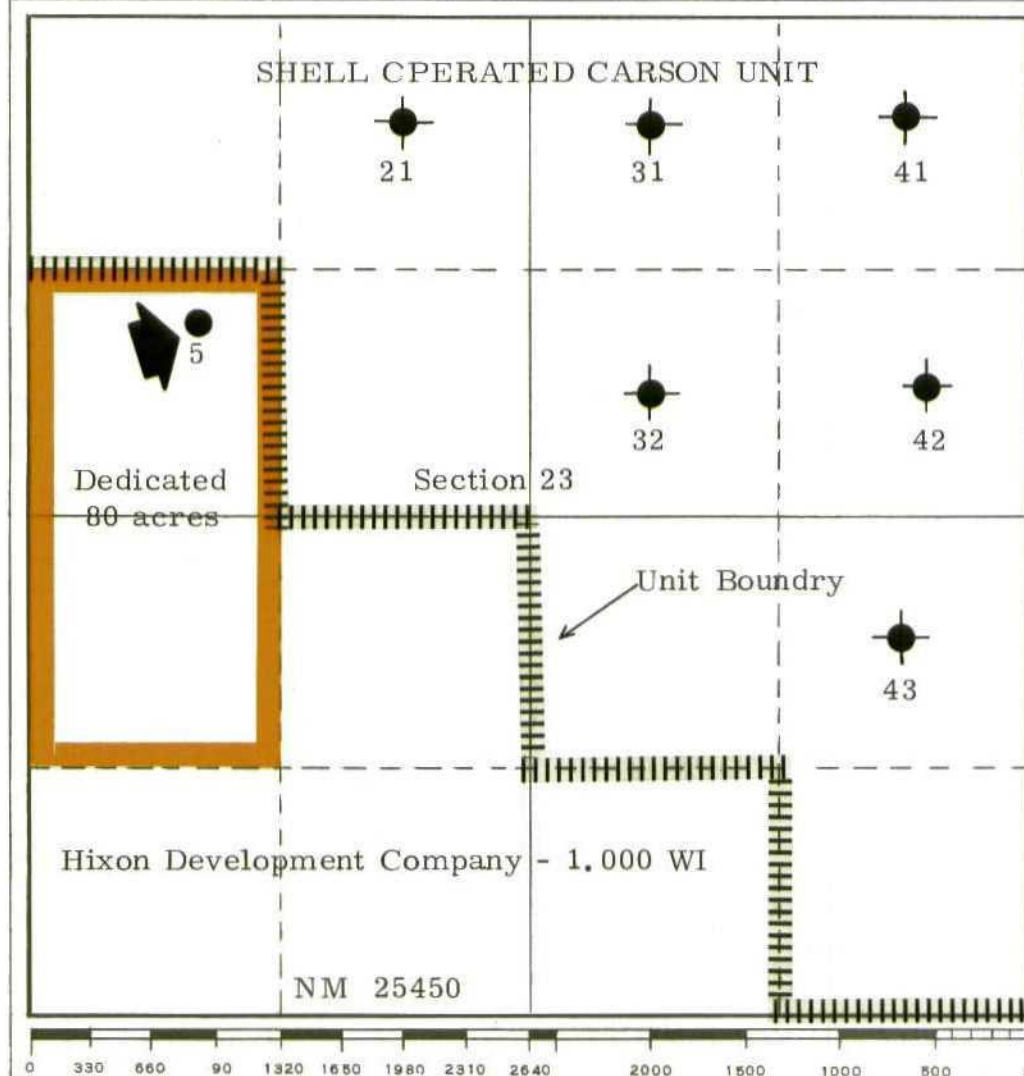 SHELL CPERATED CARSON UNIT
21
31
41
5
32
42
Dedicated
80 acres
Section 23
Unit Boundry
43
Hixon Development Company - 1.000 WI
NM 25450
0 330 660 90 1320 1650 1980 2310 2640 2000 1500 1000 500